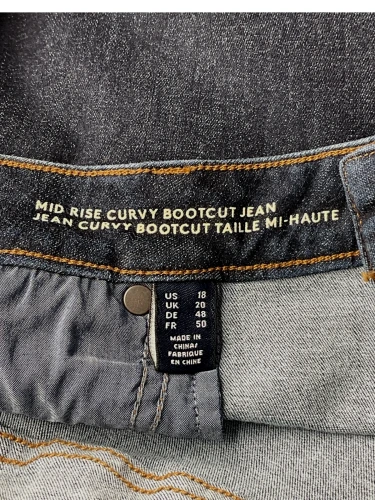 MID RISE CURVY BOOTCUT JEAN
JEAN CURVY BOOTCUT TAILLE MI-HAUTE
US 18
UK 20
DE 48
FR 50
MADE IN
CHINA/
FABRIQUE
EN CHINE